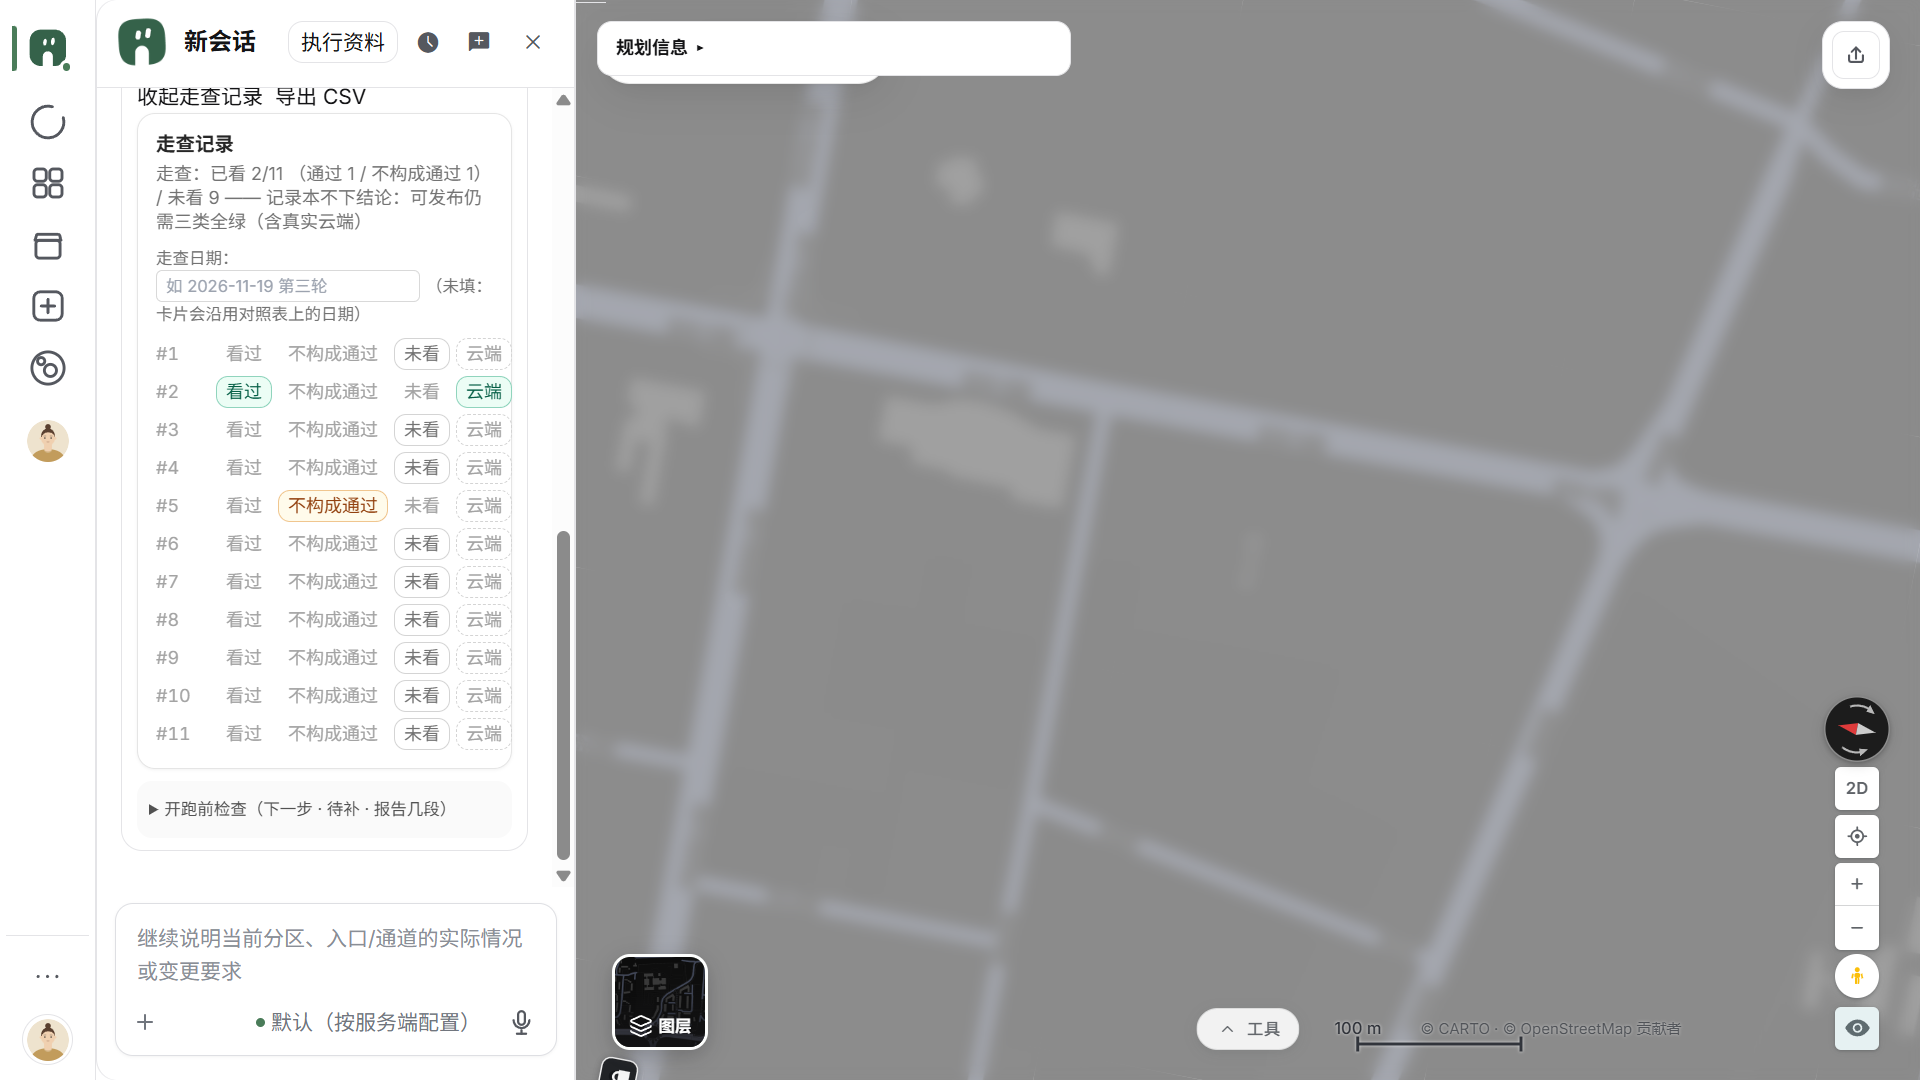 新会话
执行资料
收起走查记录 导出 CSV
走查记录
走查：已看 2/11 （通过 1 / 不构成通过 1）
/ 未看 9 —— 记录本不下结论：可发布仍
需三类全绿（含真实云端）
走查日期：
如 2026-11-19 第三轮 （未填：
卡片会沿用对照表上的日期）
#1 看过 不构成通过 未看 云端
#2 看过 不构成通过 未看 云端
#3 看过 不构成通过 未看 云端
#4 看过 不构成通过 未看 云端
#5 看过 不构成通过 未看 云端
#6 看过 不构成通过 未看 云端
#7 看过 不构成通过 未看 云端
#8 看过 不构成通过 未看 云端
#9 看过 不构成通过 未看 云端
#10 看过 不构成通过 未看 云端
#11 看过 不构成通过 未看 云端
▶ 开跑前检查（下一步 · 待补 · 报告几段）
继续说明当前分区、入口/通道的实际情况
或变更要求
默认（按服务端配置）
规划信息 ▸
2D
图层
工具
100 m
© CARTO · © OpenStreetMap 贡献者